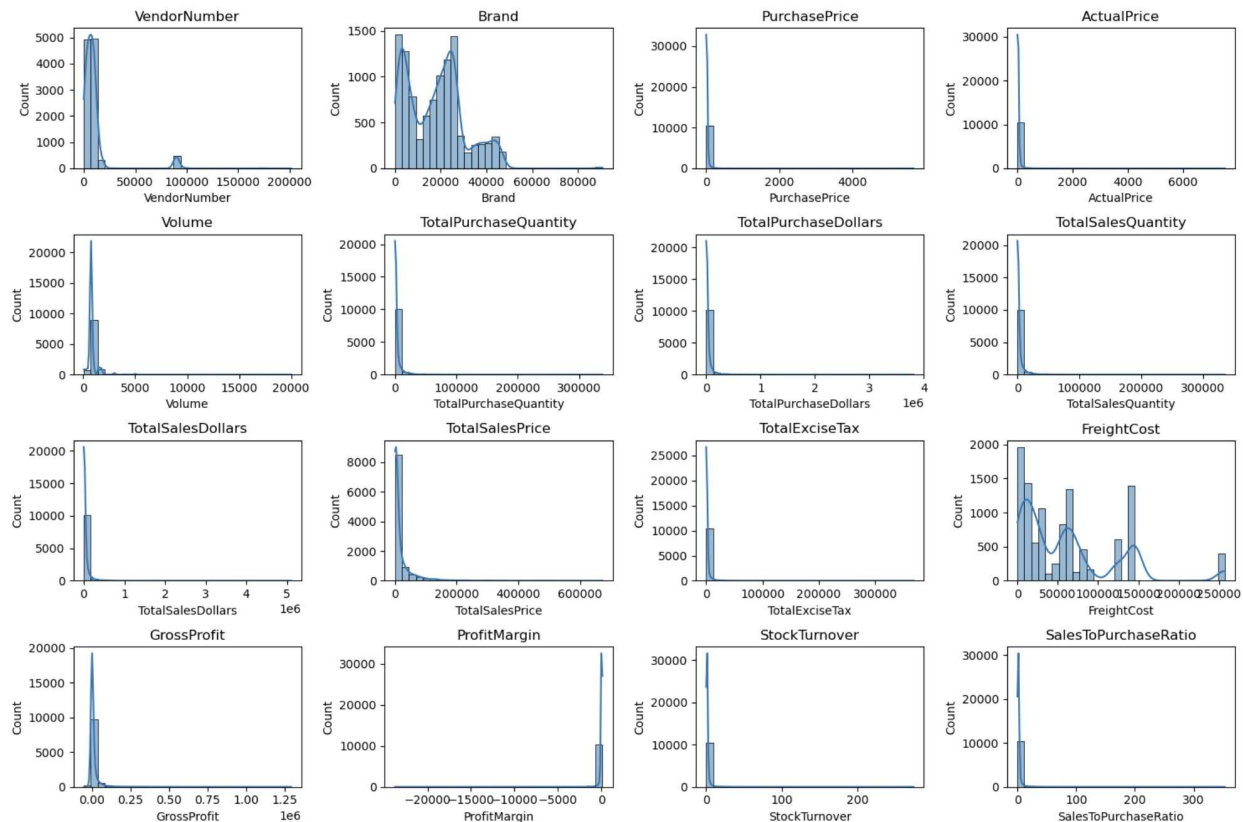 VendorNumber
Count
5000
4000
3000
2000
1000
0
0 50000 100000 150000 200000
VendorNumber
Brand
Count
1500
1000
500
0
0 20000 40000 60000 80000
Brand
PurchasePrice
Count
30000
20000
10000
0
0 2000 4000
PurchasePrice
ActualPrice
Count
30000
20000
10000
0
0 2000 4000 6000
ActualPrice
Volume
Count
20000
15000
10000
5000
0
0 5000 10000 15000 20000
Volume
TotalPurchaseQuantity
Count
20000
15000
10000
5000
0
0 100000 200000 300000
TotalPurchaseQuantity
TotalPurchaseDollars
Count
20000
15000
10000
5000
0
0 1 2 3 4
TotalPurchaseDollars 1e6
TotalSalesQuantity
Count
20000
15000
10000
5000
0
0 100000 200000 300000
TotalSalesQuantity
TotalSalesDollars
Count
20000
15000
10000
5000
0
0 1 2 3 4 5
TotalSalesDollars 1e6
TotalSalesPrice
Count
8000
6000
4000
2000
0
0 200000 400000 600000
TotalSalesPrice
TotalExciseTax
Count
25000
20000
15000
10000
5000
0
0 100000 200000 300000
TotalExciseTax
FreightCost
Count
2000
1500
1000
500
0
0 50000 100000 150000 200000 250000
FreightCost
GrossProfit
Count
20000
15000
10000
5000
0
0.00 0.25 0.50 0.75 1.00 1.25
GrossProfit 1e6
ProfitMargin
Count
30000
20000
10000
0
−20000 −15000 −10000 −5000 0
ProfitMargin
StockTurnover
Count
30000
20000
10000
0
0 100 200
StockTurnover
SalesToPurchaseRatio
Count
30000
20000
10000
0
0 100 200 300
SalesToPurchaseRatio